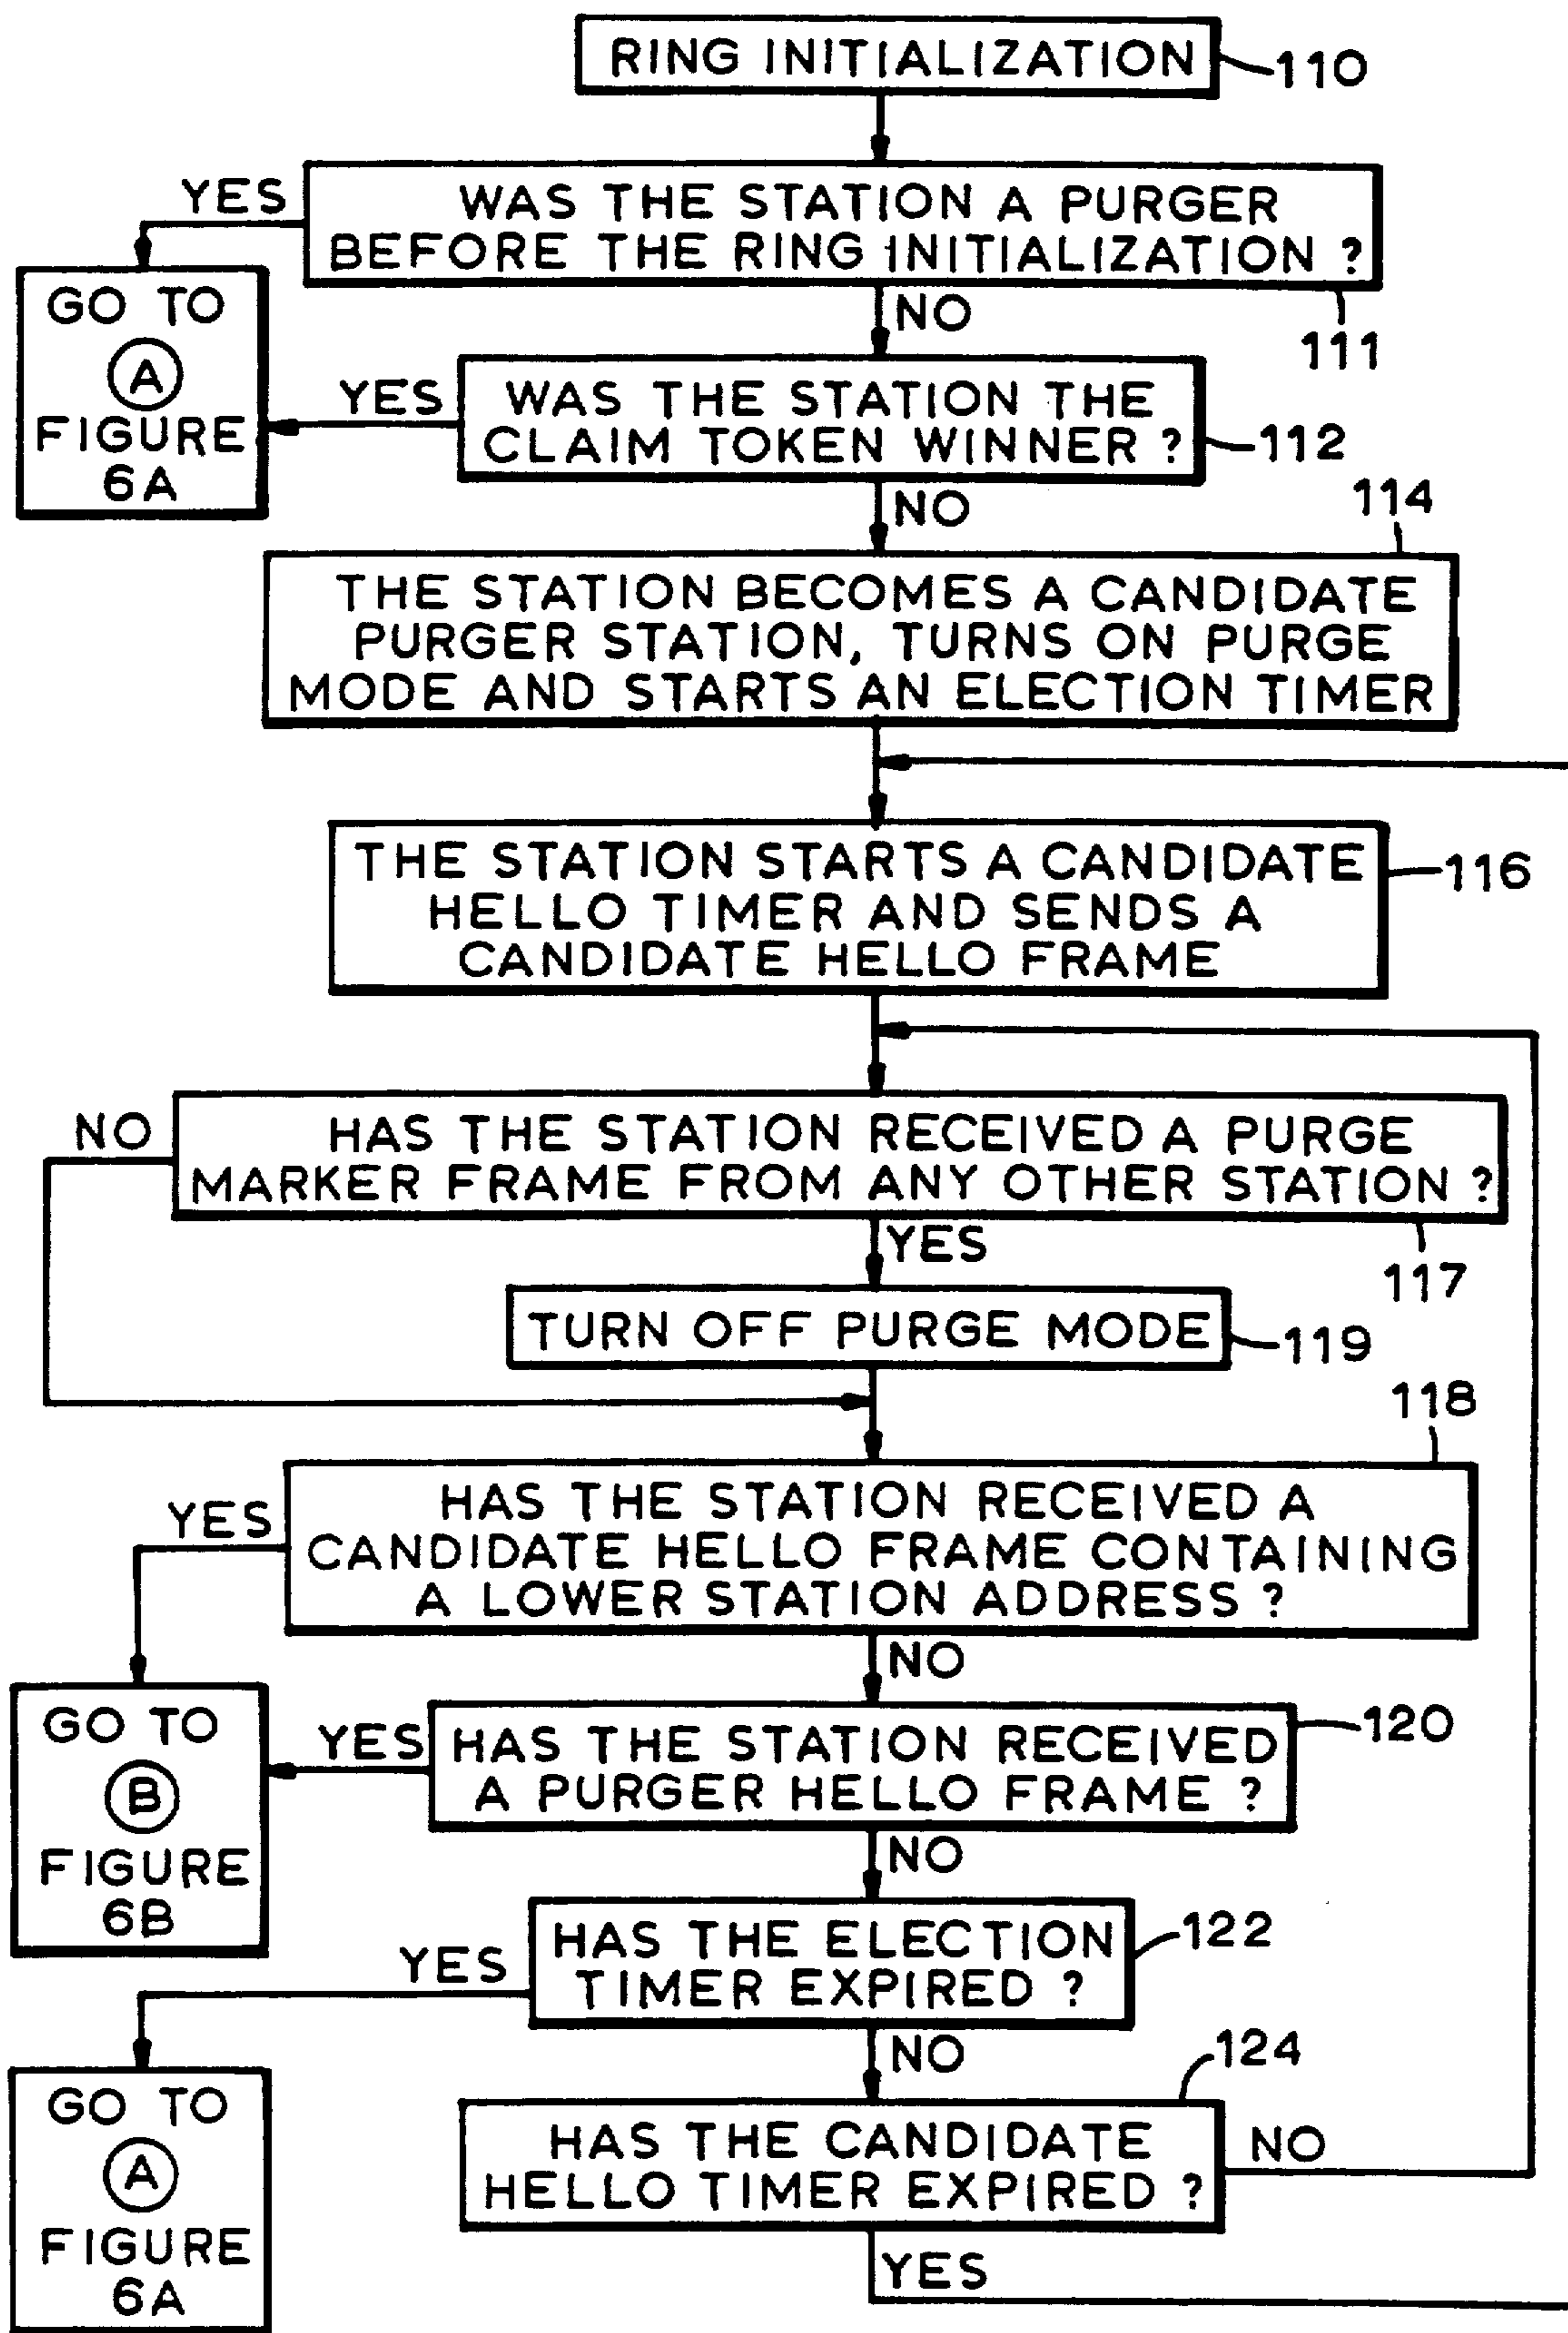 RING INITIALIZATION
110
YES
WAS THE STATION A PURGER
BEFORE THE RING INITIALIZATION ?
111
GO TO
A
FIGURE
6A
NO
YES
WAS THE STATION THE
CLAIM TOKEN WINNER ?
112
NO
114
THE STATION BECOMES A CANDIDATE
PURGER STATION, TURNS ON PURGE
MODE AND STARTS AN ELECTION TIMER
THE STATION STARTS A CANDIDATE
HELLO TIMER AND SENDS A
CANDIDATE HELLO FRAME
116
NO
HAS THE STATION RECEIVED A PURGE
MARKER FRAME FROM ANY OTHER STATION ?
117
YES
TURN OFF PURGE MODE
119
118
YES
HAS THE STATION RECEIVED A
CANDIDATE HELLO FRAME CONTAINING
A LOWER STATION ADDRESS ?
NO
GO TO
B
FIGURE
6B
YES
HAS THE STATION RECEIVED
A PURGER HELLO FRAME ?
120
NO
YES
HAS THE ELECTION
TIMER EXPIRED ?
122
NO
124
GO TO
A
FIGURE
6A
HAS THE CANDIDATE
HELLO TIMER EXPIRED ?
NO
YES